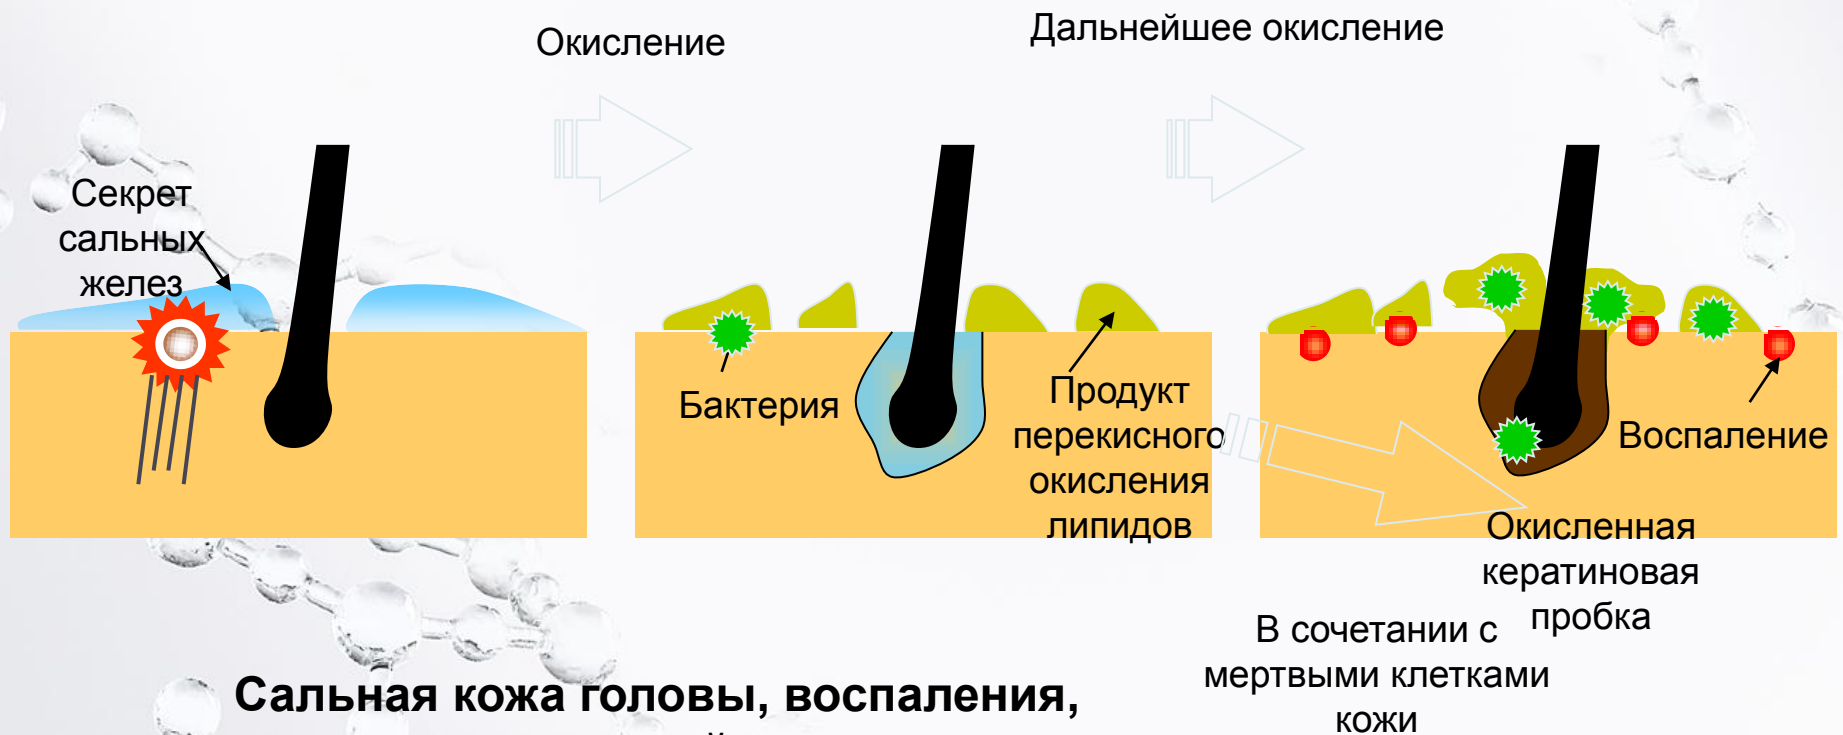 Окисление
Дальнейшее окисление
Секрет
сальных
желез
Бактерия
Продукт
перекисного
окисления
липидов
Воспаление
Окисленная
кератиновая
пробка
В сочетании с
мертвыми клетками
кожи
Сальная кожа головы, воспаления,